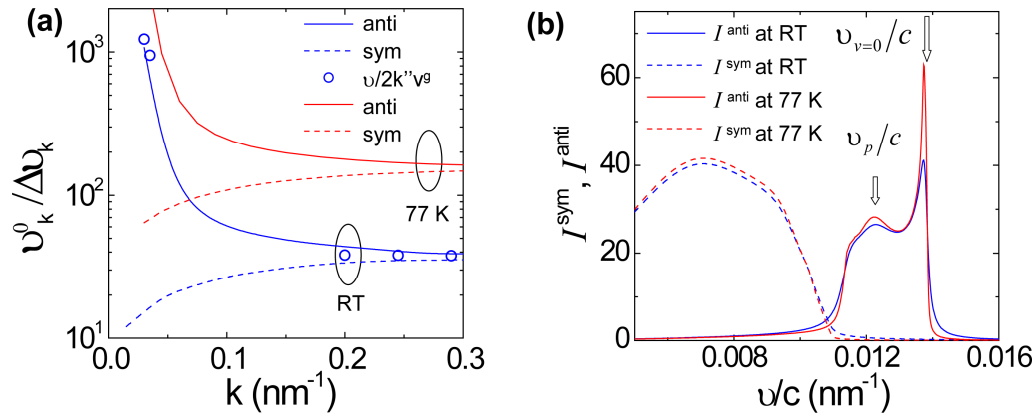 (a)
10³
10²
10¹
υ⁰ₖ/Δυₖ
anti
sym
υ/2k''vᵍ
anti
sym
77 K
RT
0.0 0.1 0.2 0.3
k (nm⁻¹)
(b)
60
40
20
0
Iˢʸᵐ, Iᵃⁿᵗⁱ
Iᵃⁿᵗⁱ at RT
Iˢʸᵐ at RT
Iᵃⁿᵗⁱ at 77 K
Iˢʸᵐ at 77 K
υᵥ₌₀/c
υₚ/c
0.008 0.012 0.016
υ/c (nm⁻¹)